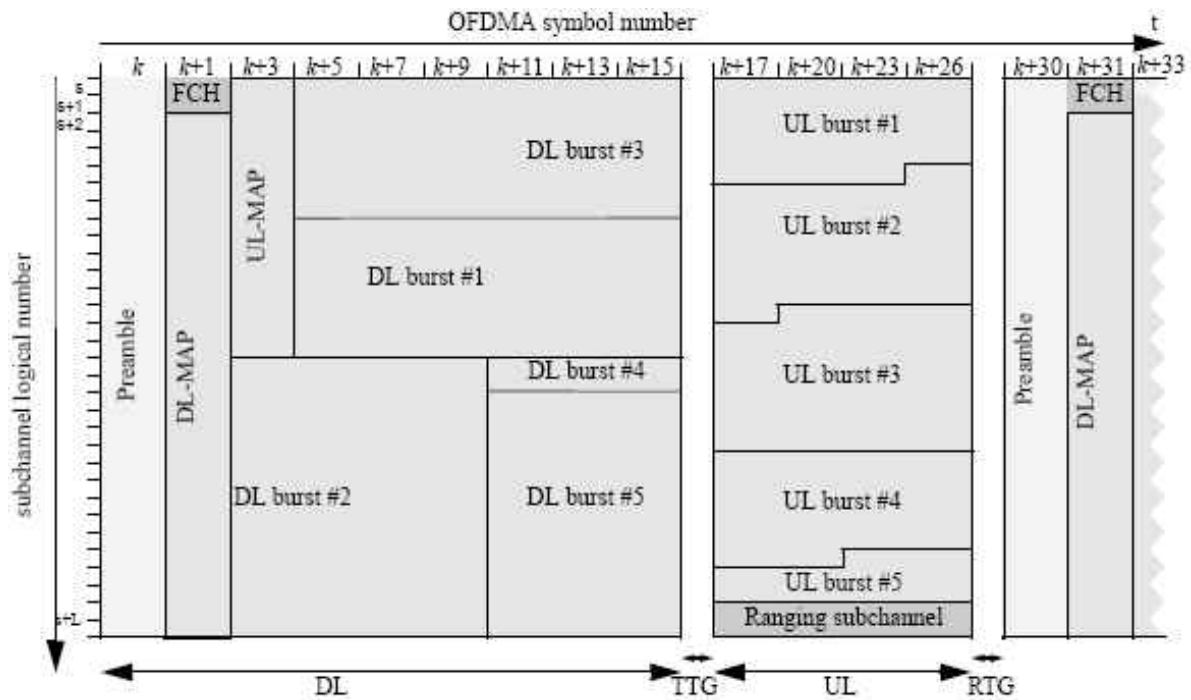 OFDMA symbol number
t
k k+1 k+3 k+5 k+7 k+9 k+11 k+13 k+15 k+17 k+20 k+23 k+26 k+30 k+31 k+33
s
s+1
s+2
s+L
subchannel logical number
Preamble
FCH
DL-MAP
UL-MAP
DL burst #3
DL burst #1
DL burst #2
DL burst #4
DL burst #5
UL burst #1
UL burst #2
UL burst #3
UL burst #4
UL burst #5
Ranging subchannel
Preamble
FCH
DL-MAP
DL TTG UL RTG